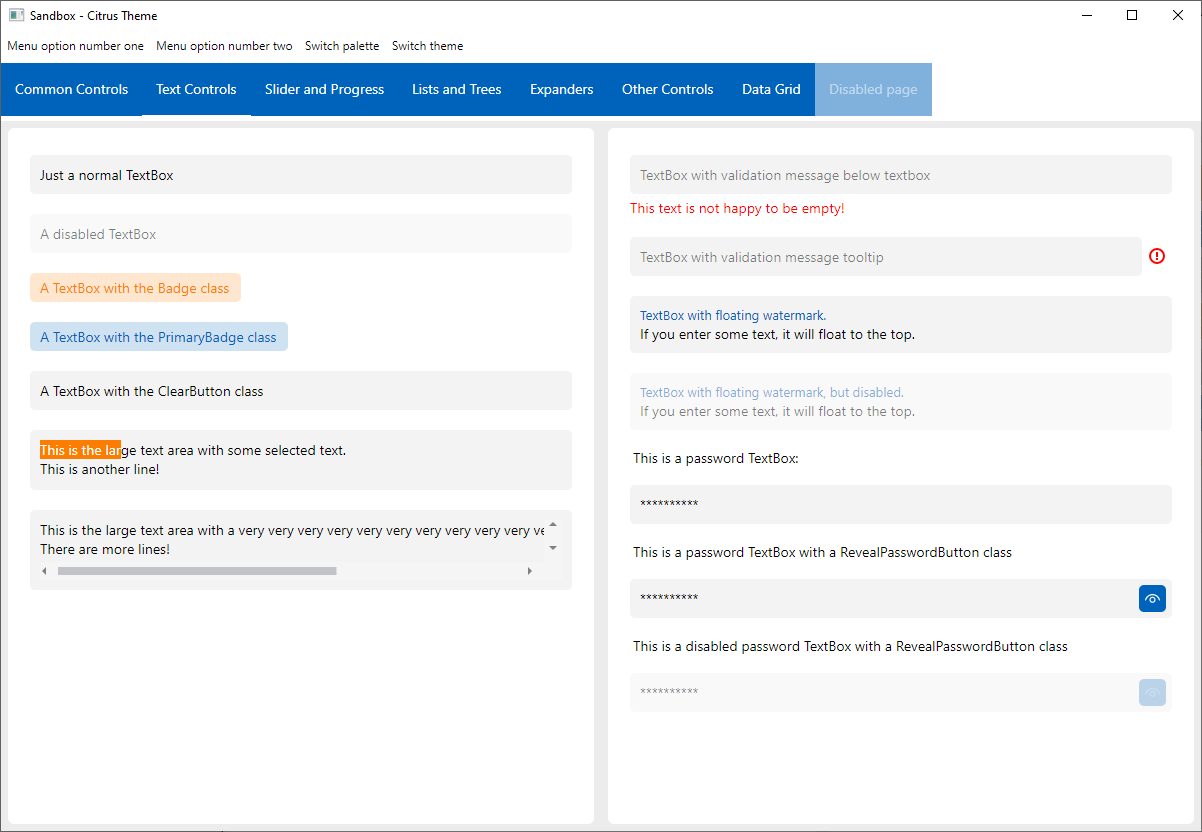 Sandbox - Citrus Theme
Menu option number one Menu option number two Switch palette Switch theme
Common Controls Text Controls Slider and Progress Lists and Trees Expanders Other Controls Data Grid Disabled page
Just a normal TextBox
A disabled TextBox
A TextBox with the Badge class
A TextBox with the PrimaryBadge class
A TextBox with the ClearButton class
This is the large text area with some selected text.
This is another line!
This is the large text area with a very very very very very very very very very very ve
There are more lines!
TextBox with validation message below textbox
This text is not happy to be empty!
TextBox with validation message tooltip
TextBox with floating watermark.
If you enter some text, it will float to the top.
TextBox with floating watermark, but disabled.
If you enter some text, it will float to the top.
This is a password TextBox:
**********
This is a password TextBox with a RevealPasswordButton class
**********
This is a disabled password TextBox with a RevealPasswordButton class
**********